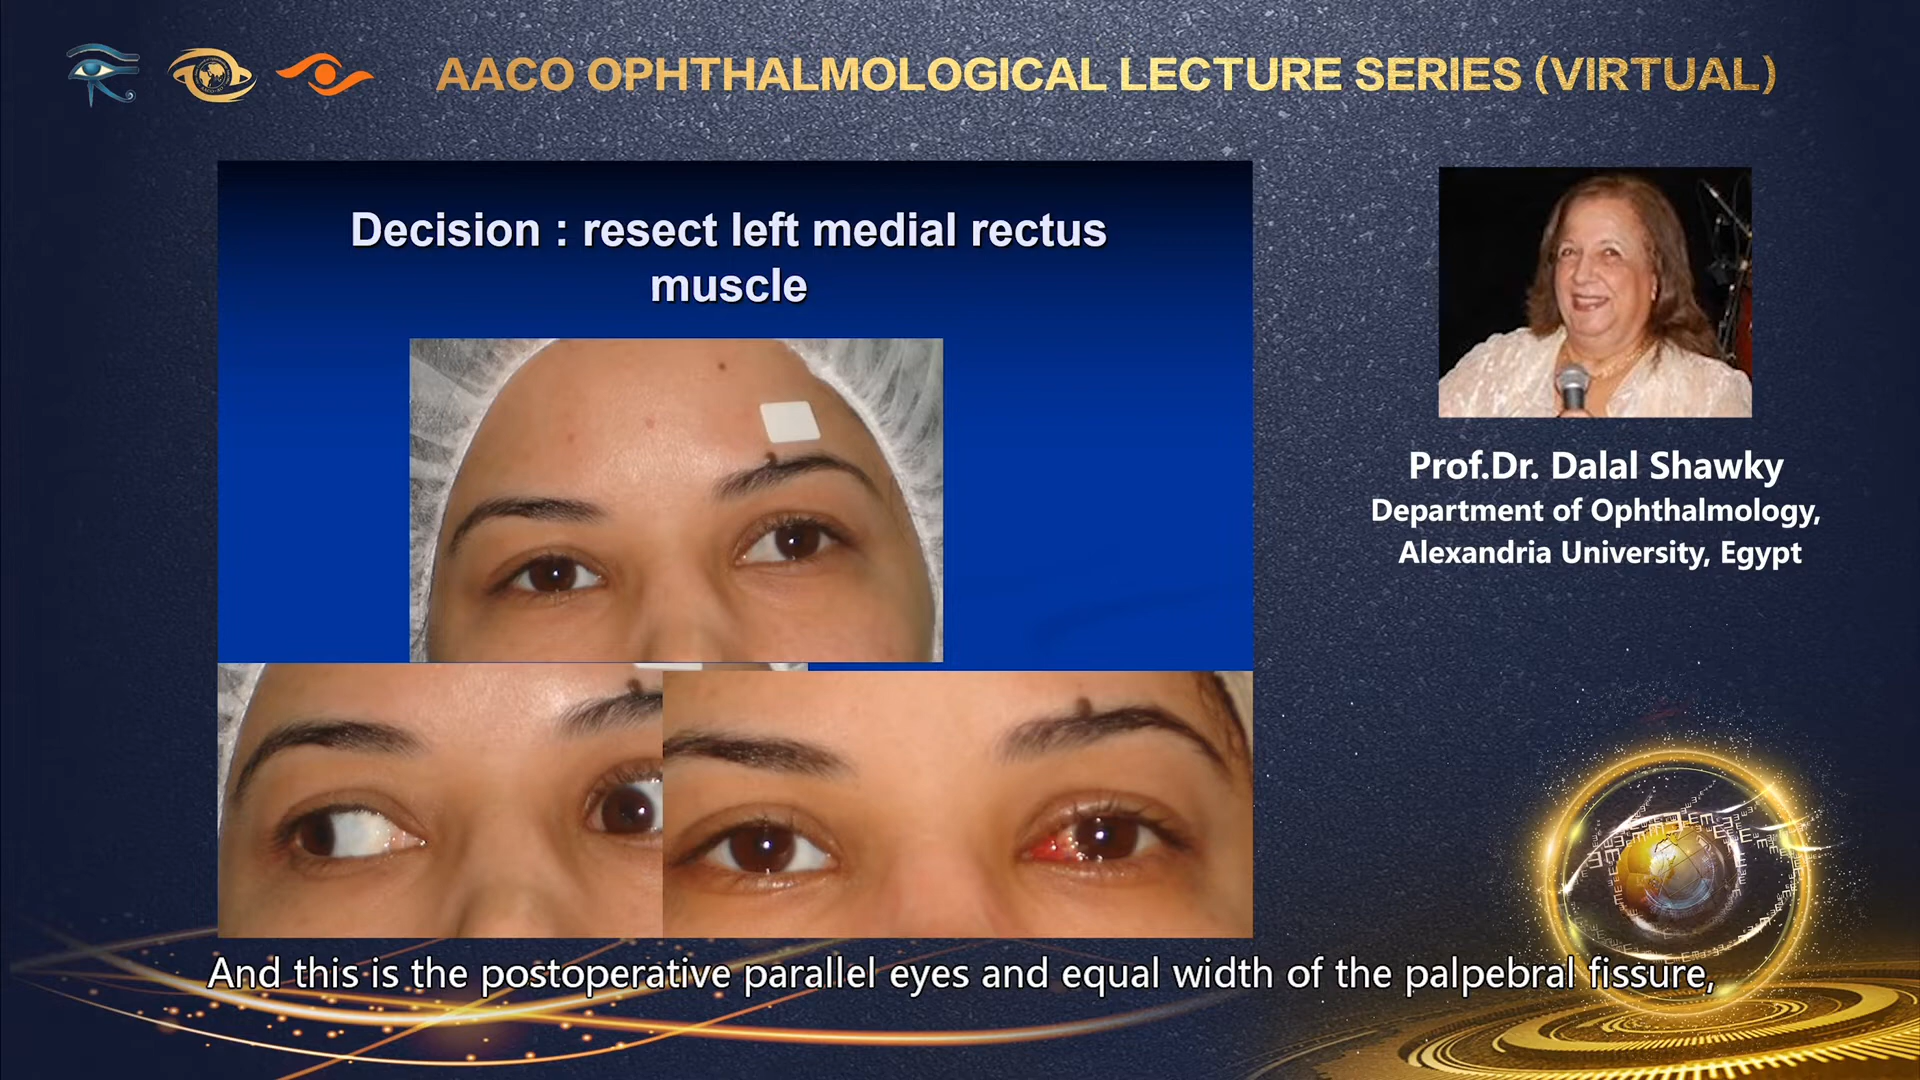 AACO OPHTHALMOLOGICAL LECTURE SERIES (VIRTUAL)
Decision : resect left medial rectus
muscle
Prof.Dr. Dalal Shawky
Department of Ophthalmology,
Alexandria University, Egypt
And this is the postoperative parallel eyes and equal width of the palpebral fissure,